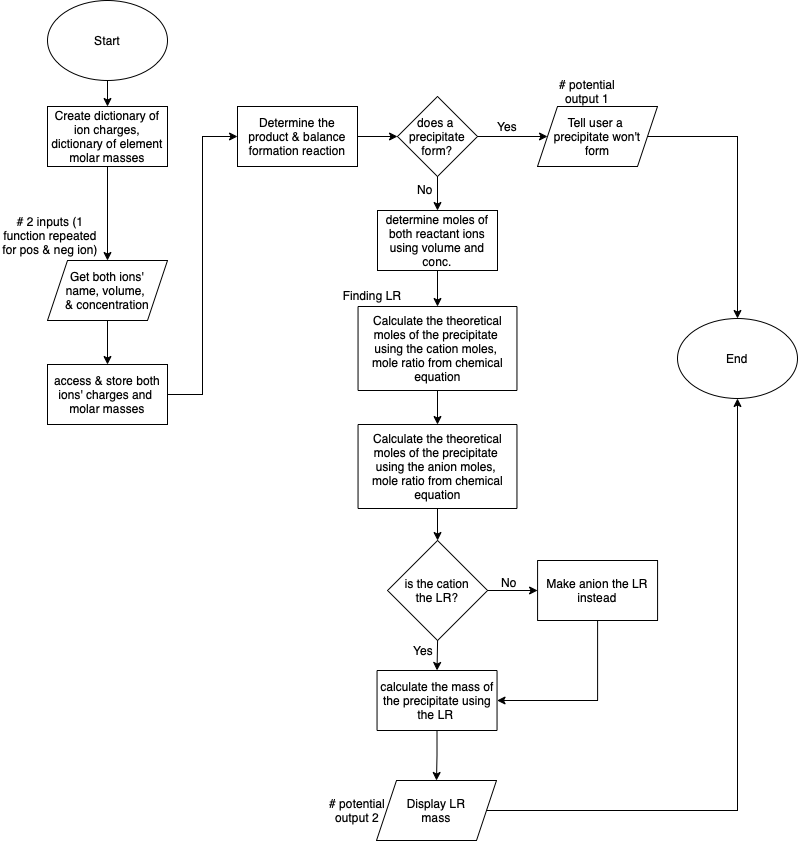 Start
Create dictionary of
ion charges,
dictionary of element
molar masses
# 2 inputs (1
function repeated
for pos & neg ion)
Get both ions'
name, volume,
& concentration
access & store both
ions' charges and
molar masses
Determine the
product & balance
formation reaction
does a
precipitate
form?
Yes
# potential
output 1
Tell user a
precipitate won't
form
No
determine moles of
both reactant ions
using volume and
conc.
Finding LR
Calculate the theoretical
moles of the precipitate
using the cation moles,
mole ratio from chemical
equation
End
Calculate the theoretical
moles of the precipitate
using the anion moles,
mole ratio from chemical
equation
is the cation
the LR?
No
Make anion the LR
instead
Yes
calculate the mass of
the precipitate using
the LR
# potential
output 2
Display LR
mass